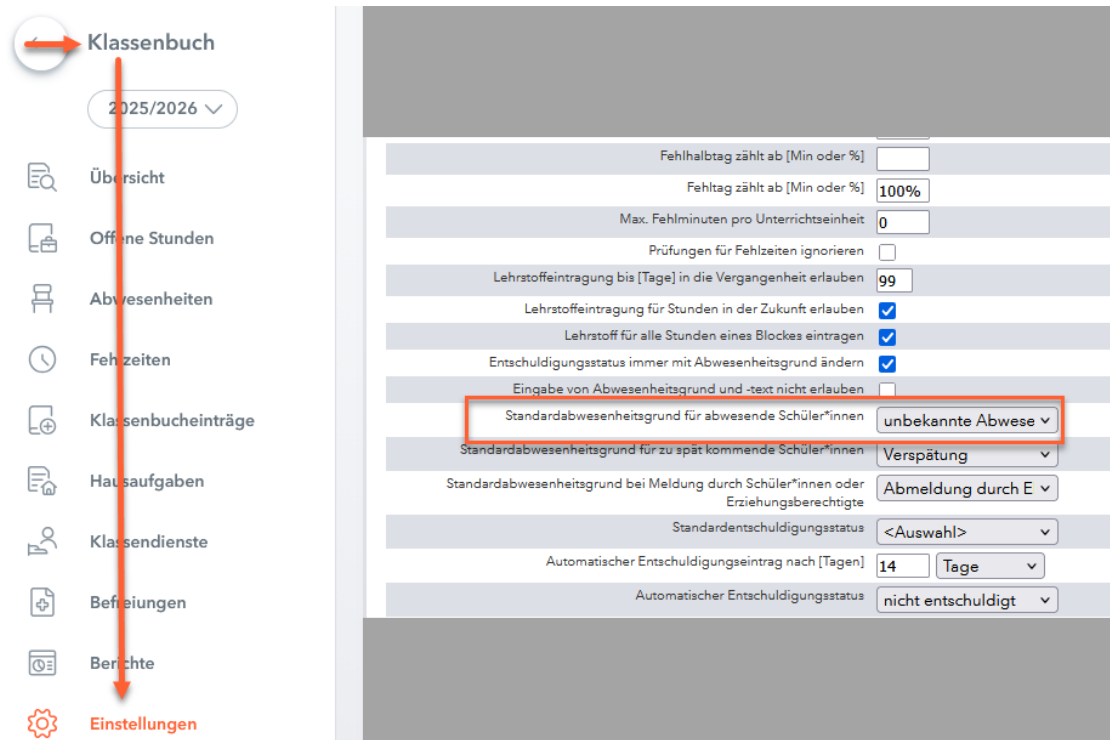 Klassenbuch
2025/2026
Übersicht
Offene Stunden
Abwesenheiten
Fehlzeiten
Klassenbucheinträge
Hausaufgaben
Klassendienste
Befreiungen
Berichte
Einstellungen
Fehlhalbtag zählt ab [Min oder %]
Fehltag zählt ab [Min oder %] 100%
Max. Fehlminuten pro Unterrichtseinheit 0
Prüfungen für Fehlzeiten ignorieren
Lehrstoffeintragung bis [Tage] in die Vergangenheit erlauben 99
Lehrstoffeintragung für Stunden in der Zukunft erlauben
Lehrstoff für alle Stunden eines Blockes eintragen
Entschuldigungsstatus immer mit Abwesenheitsgrund ändern
Eingabe von Abwesenheitsgrund und -text nicht erlauben
Standardabwesenheitsgrund für abwesende Schüler*innen unbekannte Abwese
Standardabwesenheitsgrund für zu spät kommende Schüler*innen Verspätung
Standardabwesenheitsgrund bei Meldung durch Schüler*innen oder Abmeldung durch E
Erziehungsberechtigte
Standardentschuldigungsstatus <Auswahl>
Automatischer Entschuldigungseintrag nach [Tagen] 14 Tage
Automatischer Entschuldigungsstatus nicht entschuldigt